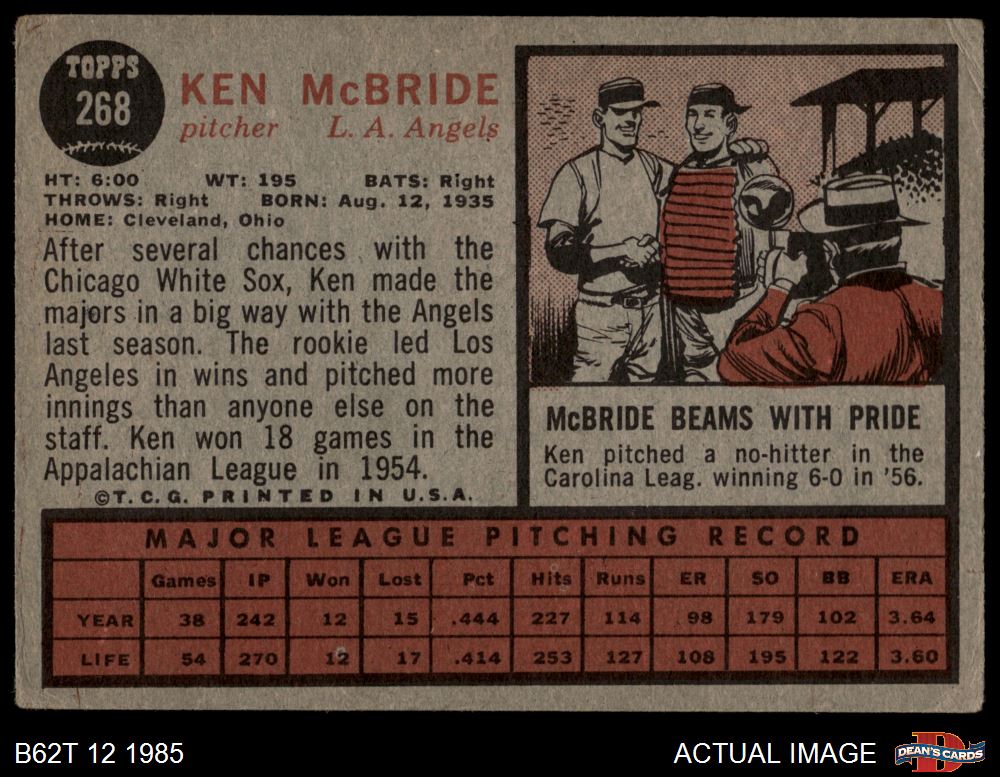 TOPPS
268
KEN McBRIDE
pitcher L. A. Angels
HT: 6:00 WT: 195 BATS: Right
THROWS: Right BORN: Aug. 12, 1935
HOME: Cleveland, Ohio
After several chances with the
Chicago White Sox, Ken made the
majors in a big way with the Angels
last season. The rookie led Los
Angeles in wins and pitched more
innings than anyone else on the
staff. Ken won 18 games in the
Appalachian League in 1954.
©T.C.G. PRINTED IN U.S.A.
McBRIDE BEAMS WITH PRIDE
Ken pitched a no-hitter in the
Carolina Leag. winning 6-0 in '56.
MAJOR LEAGUE PITCHING RECORD
Games IP Won Lost Pct Hits Runs ER SO BB ERA
YEAR 38 242 12 15 .444 227 114 98 179 102 3.64
LIFE 54 270 12 17 .414 253 127 108 195 122 3.60
B62T 12 1985
ACTUAL IMAGE
DEAN'S CARDS